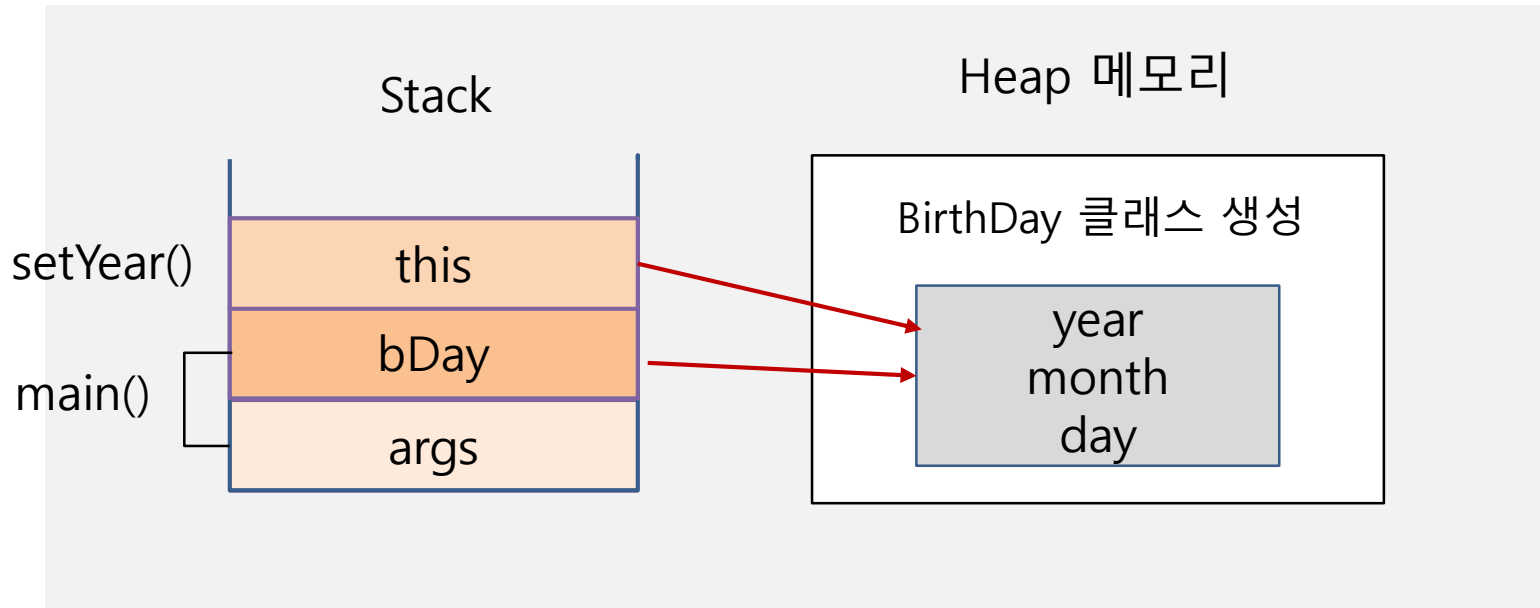 Stack
Heap 메모리
BirthDay 클래스 생성
setYear()
this
bDay
main()
args
year
month
day